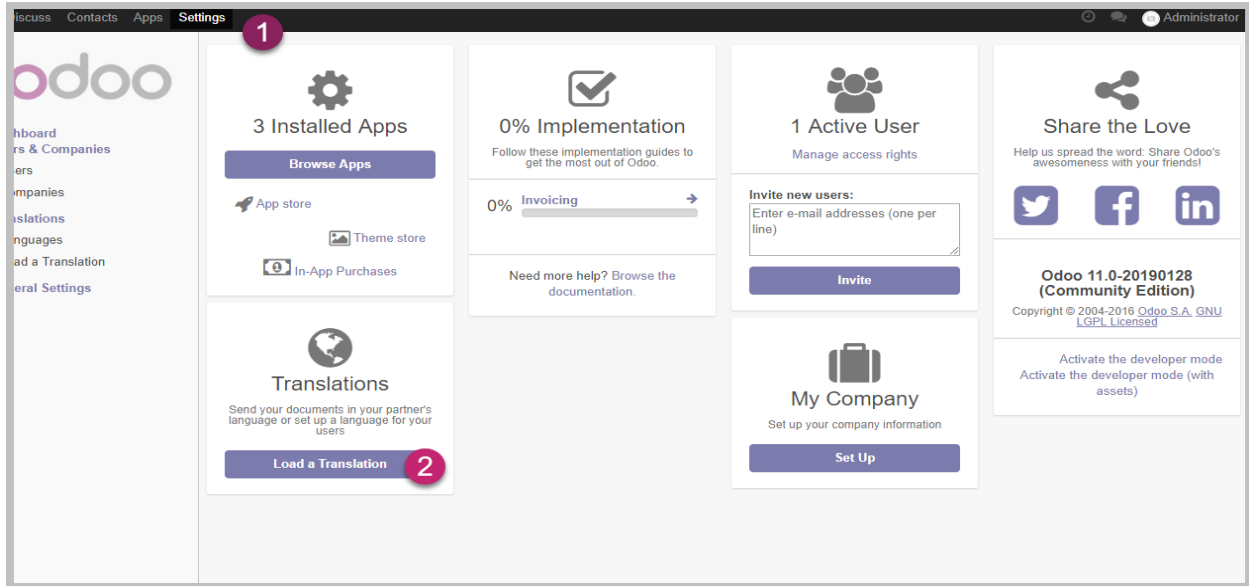 iscuss Contacts Apps Settings
1
Administrator
odoo
hboard
rs & Companies
ers
ompanies
nslations
nguages
ad a Translation
eral Settings
3 Installed Apps
Browse Apps
App store
Theme store
In-App Purchases
Translations
Send your documents in your partner's
language or set up a language for your
users
Load a Translation
2
0% Implementation
Follow these implementation guides to
get the most out of Odoo.
0% Invoicing
Need more help? Browse the
documentation.
1 Active User
Manage access rights
Invite new users:
Enter e-mail addresses (one per
line)
Invite
My Company
Set up your company information
Set Up
Share the Love
Help us spread the word: Share Odoo's
awesomeness with your friends!
Odoo 11.0-20190128
(Community Edition)
Copyright © 2004-2016 Odoo S.A. GNU
LGPL Licensed
Activate the developer mode
Activate the developer mode (with
assets)